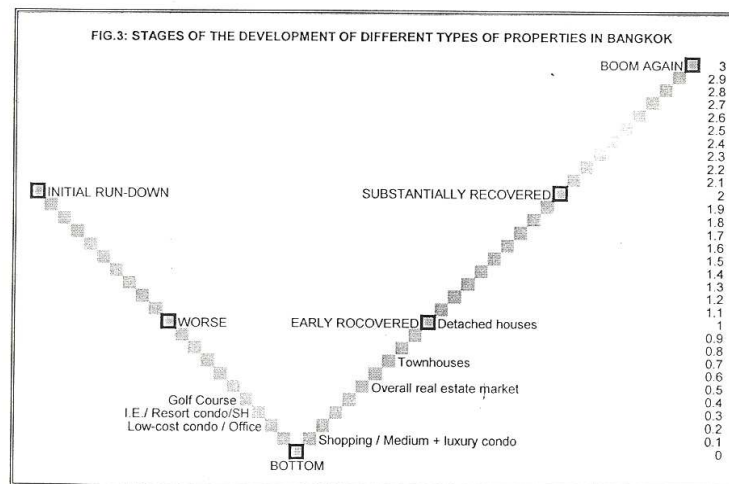 FIG.3: STAGES OF THE DEVELOPMENT OF DIFFERENT TYPES OF PROPERTIES IN BANGKOK
BOOM AGAIN
3
2.9
2.8
2.7
2.6
2.5
2.4
2.3
2.2
2.1
INITIAL RUN-DOWN
SUBSTANTIALLY RECOVERED
2
1.9
1.8
1.7
1.6
1.5
1.4
1.3
1.2
1.1
WORSE
EARLY ROCOVERED
Detached houses
1
0.9
0.8
Townhouses
0.7
0.6
Overall real estate market
0.5
Golf Course
0.4
I.E./ Resort condo/SH
0.3
Low-cost condo / Office
0.2
Shopping / Medium + luxury condo
0.1
BOTTOM
0